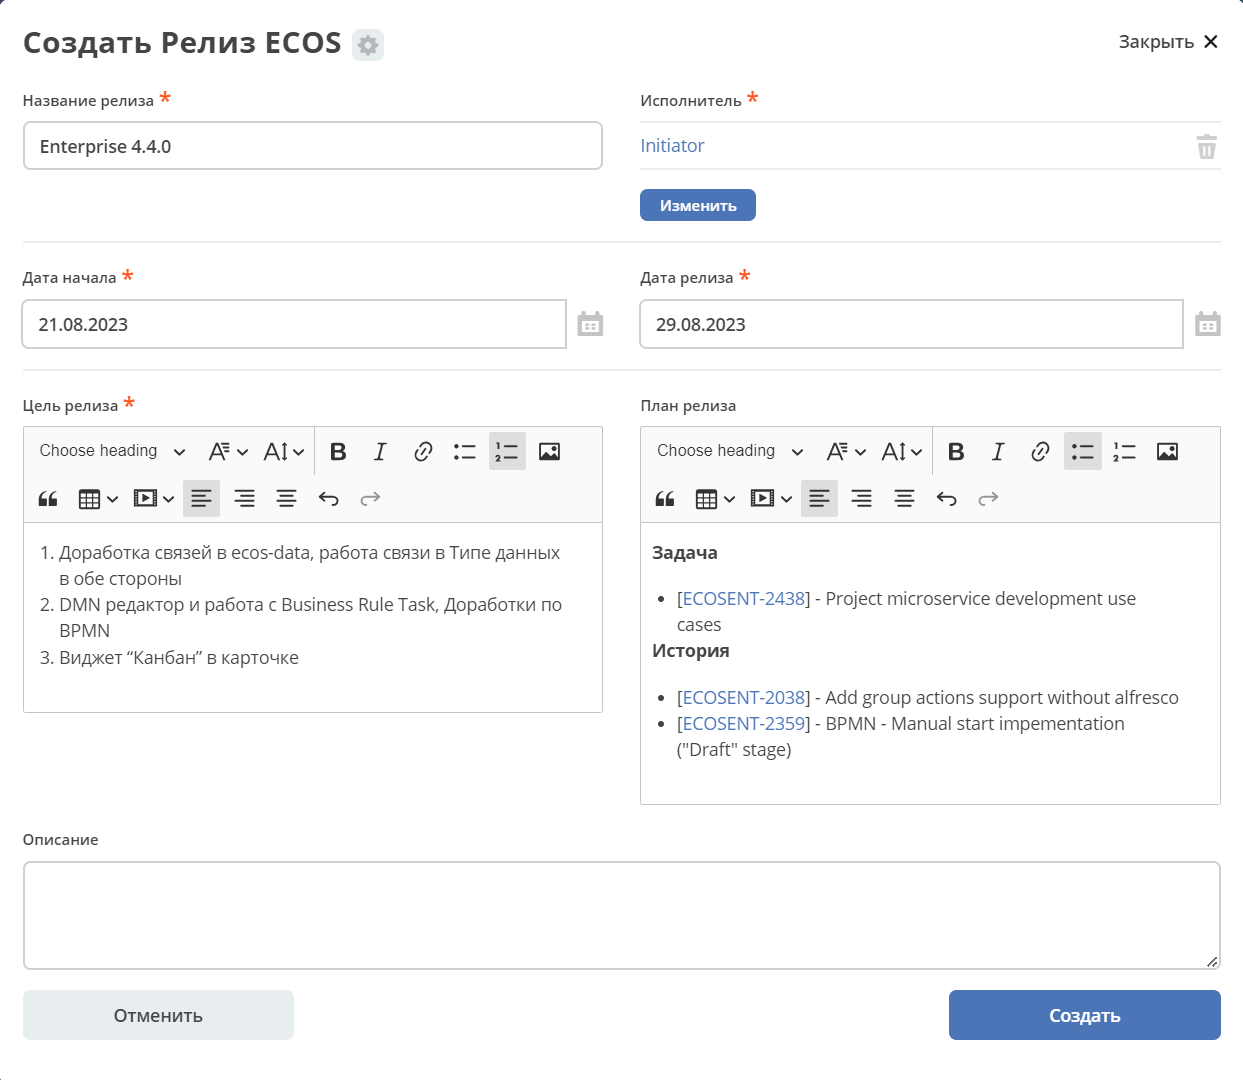 Создать Релиз ECOS
Закрыть
Название релиза *
Исполнитель *
Enterprise 4.4.0
Initiator
Изменить
Дата начала *
Дата релиза *
21.08.2023
29.08.2023
Цель релиза *
Choose heading
1. Доработка связей в ecos-data, работа связи в Типе данных
в обе стороны
2. DMN редактор и работа с Business Rule Task, Доработки по
BPMN
3. Виджет “Канбан” в карточке
План релиза
Choose heading
Задача
• [ECOSENT-2438] - Project microservice development use
cases
История
• [ECOSENT-2038] - Add group actions support without alfresco
• [ECOSENT-2359] - BPMN - Manual start impementation
("Draft" stage)
Описание
Отменить
Создать